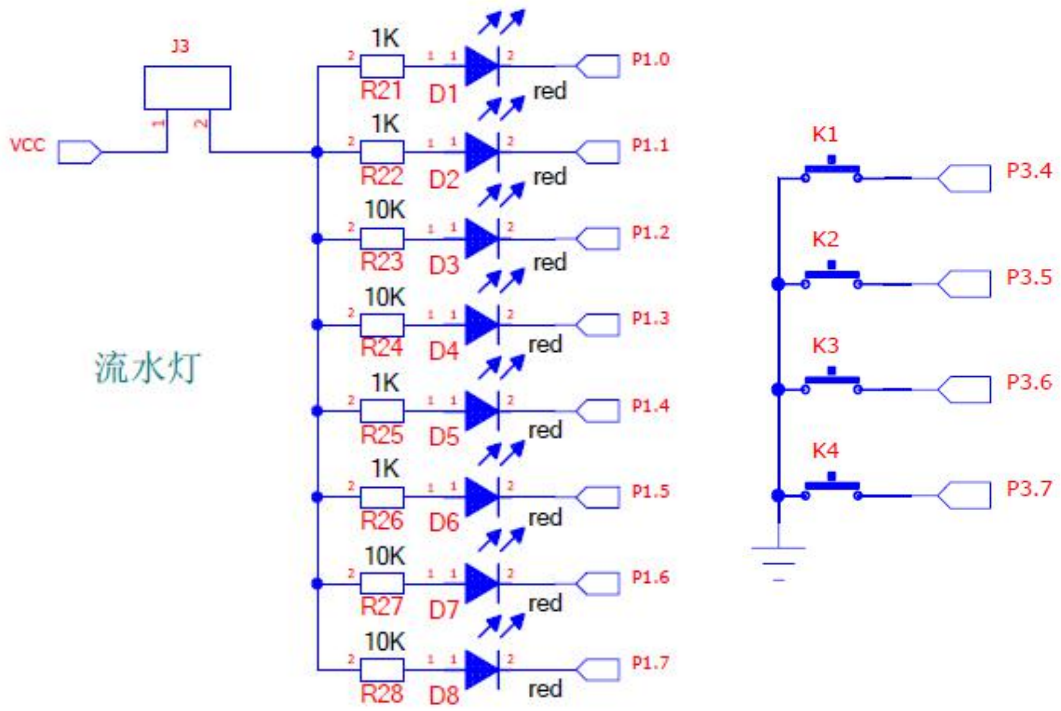 J3
1 2
VCC
1K
2 1 1 2 P1.0
R21 D1 red
1K
2 1 1 2 P1.1
R22 D2 red
10K
2 1 1 2 P1.2
R23 D3 red
10K
2 1 1 2 P1.3
R24 D4 red
流水灯
1K
2 1 1 2 P1.4
R25 D5 red
1K
2 1 1 2 P1.5
R26 D6 red
10K
2 1 1 2 P1.6
R27 D7 red
10K
2 1 1 2 P1.7
R28 D8 red
K1
P3.4
K2
P3.5
K3
P3.6
K4
P3.7